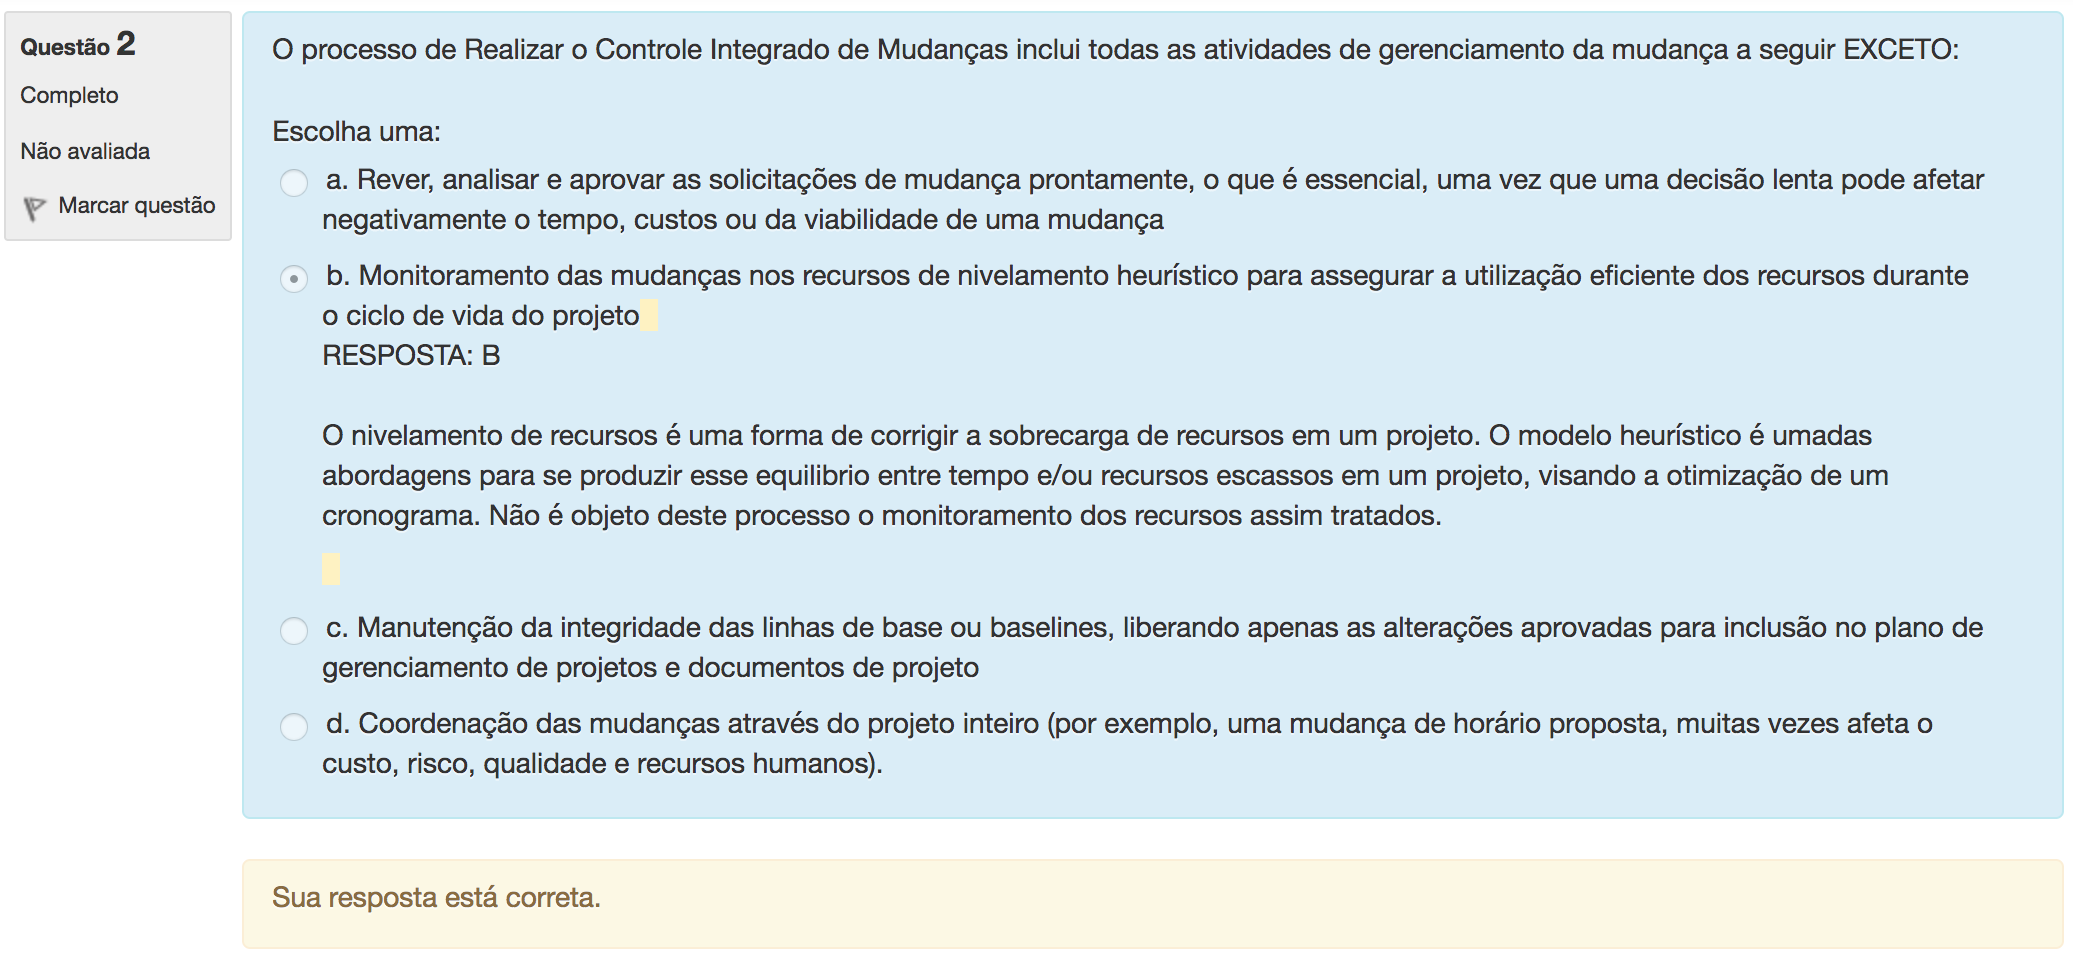 Questão 2
Completo
Não avaliada
Marcar questão
O processo de Realizar o Controle Integrado de Mudanças inclui todas as atividades de gerenciamento da mudança a seguir EXCETO:
Escolha uma:
a. Rever, analisar e aprovar as solicitações de mudança prontamente, o que é essencial, uma vez que uma decisão lenta pode afetar
negativamente o tempo, custos ou da viabilidade de uma mudança
b. Monitoramento das mudanças nos recursos de nivelamento heurístico para assegurar a utilização eficiente dos recursos durante
o ciclo de vida do projeto
RESPOSTA: B
O nivelamento de recursos é uma forma de corrigir a sobrecarga de recursos em um projeto. O modelo heurístico é umadas
abordagens para se produzir esse equilibrio entre tempo e/ou recursos escassos em um projeto, visando a otimização de um
cronograma. Não é objeto deste processo o monitoramento dos recursos assim tratados.
c. Manutenção da integridade das linhas de base ou baselines, liberando apenas as alterações aprovadas para inclusão no plano de
gerenciamento de projetos e documentos de projeto
d. Coordenação das mudanças através do projeto inteiro (por exemplo, uma mudança de horário proposta, muitas vezes afeta o
custo, risco, qualidade e recursos humanos).
Sua resposta está correta.